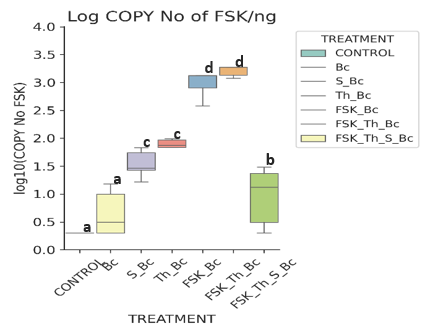 Log COPY No of FSK/ng
4.0
3.5
3.0
2.5
2.0
1.5
1.0
0.5
0.0
log10(COPY No FSK)
a
a
c
c
d
d
b
CONTROL
Bc
S_Bc
Th_Bc
FSK_Bc
FSK_Th_Bc
FSK_Th_S_Bc
TREATMENT
TREATMENT
CONTROL
Bc
S_Bc
Th_Bc
FSK_Bc
FSK_Th_Bc
FSK_Th_S_Bc